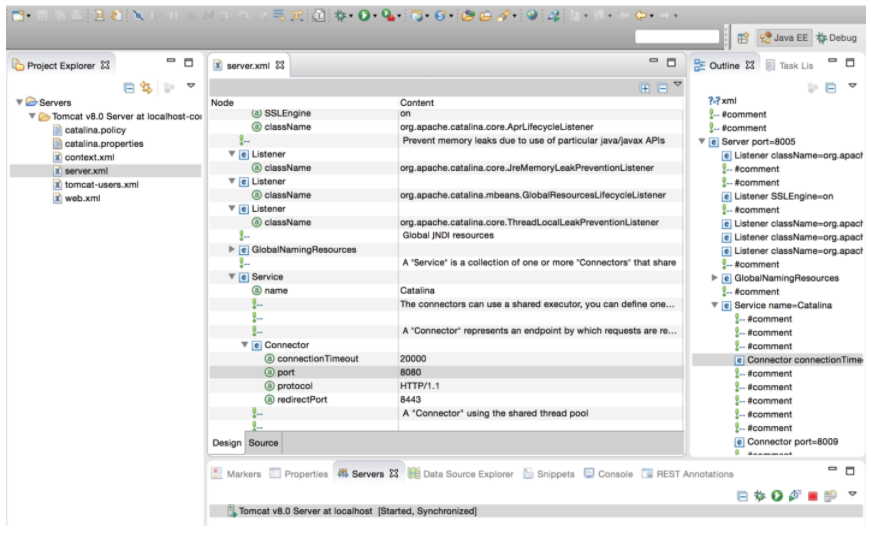 Java EE
Debug
Project Explorer
Servers
Tomcat v8.0 Server at localhost-co
catalina.policy
catalina.properties
context.xml
server.xml
tomcat-users.xml
web.xml
server.xml
Node Content
SSLEngine on
className org.apache.catalina.core.AprLifecycleListener
Prevent memory leaks due to use of particular java/javax APIs
Listener
className org.apache.catalina.core.JreMemoryLeakPreventionListener
Listener
className org.apache.catalina.mbeans.GlobalResourcesLifecycleListener
Listener
className org.apache.catalina.core.ThreadLocalLeakPreventionListener
Global JNDI resources
GlobalNamingResources
A "Service" is a collection of one or more "Connectors" that share
Service
name Catalina
The connectors can use a shared executor, you can define one...
A "Connector" represents an endpoint by which requests are re...
Connector
connectionTimeout 20000
port 8080
protocol HTTP/1.1
redirectPort 8443
A "Connector" using the shared thread pool
Design Source
Outline Task Lis
?-? xml
#comment
#comment
Server port=8005
Listener className=org.apach
#comment
#comment
Listener SSLEngine=on
#comment
Listener className=org.apach
Listener className=org.apach
Listener className=org.apach
#comment
GlobalNamingResources
#comment
Service name=Catalina
#comment
#comment
#comment
Connector connectionTime
#comment
#comment
#comment
#comment
#comment
Connector port=8009
#comment
Markers Properties Servers Data Source Explorer Snippets Console REST Annotations
Tomcat v8.0 Server at localhost [Started, Synchronized]